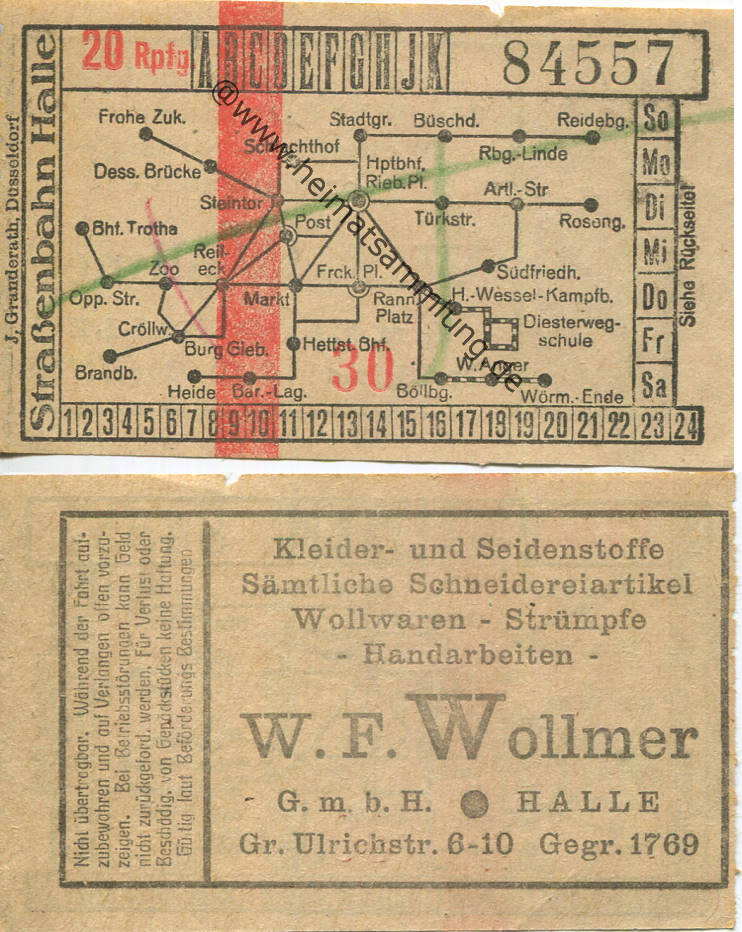 J. Granderath, Düsseldorf
Straßenbahn Halle
20 Rpfg.
A B C D E F G H J K
84557
Frohe Zuk.
Schlachthof
Stadtgr.
Büschd.
Reidebg.
Dess. Brücke
Hptbhf.
Rieb. Pl.
Rbg.-Linde
Steintor
Artl.-Str
Bhf. Trotha
Post
Türkstr.
Roseng.
Reil-
eck
Zoo
Frck. Pl.
Südfriedh.
Opp. Str.
Markt
Rann.
Platz
H.-Wessel-Kampfb.
Cröllw.
Diesterweg-
schule
Burg Gieb.
Hettst. Bhf.
Brandb.
30
W. Anger
Heide
Bar.-Lag.
Böllbg.
Wörm.-Ende
So
Mo
Di
Mi
Do
Fr
Sa
Siehe Rückseite!
1 2 3 4 5 6 7 8 9 10 11 12 13 14 15 16 17 18 19 20 21 22 23 24
@www.heimatsammlung.de
Nicht übertragbar. Während der Fahrt auf-
zubewahren und auf Verlangen offen vorzu-
zeigen. Bei Betriebsstörungen kann Geld
nicht zurückgeford. werden. Für Verlust oder
Beschädig. von Gepäckstücken keine Haftung.
Gültig laut Beförderungs Bestimmungen
Kleider- und Seidenstoffe
Sämtliche Schneidereiartikel
Wollwaren - Strümpfe
- Handarbeiten -
W. F. Wollmer
G. m. b. H. ● HALLE
Gr. Ulrichstr. 6-10 Gegr. 1769